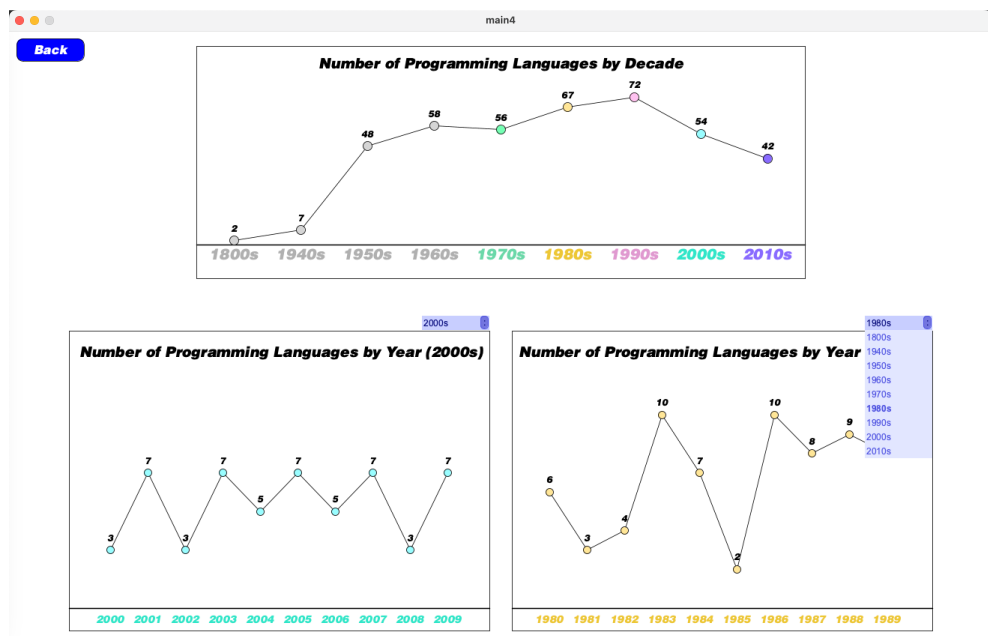 main4
Back
Number of Programming Languages by Decade
2 7 48 58 56 67 72 54 42
1800s 1940s 1950s 1960s 1970s 1980s 1990s 2000s 2010s
2000s
Number of Programming Languages by Year (2000s)
3 7 3 7 5 7 5 7 3 7
2000 2001 2002 2003 2004 2005 2006 2007 2008 2009
1980s
1800s
1940s
1950s
1960s
1970s
1980s
1990s
2000s
2010s
Number of Programming Languages by Year
6 3 4 10 7 2 10 8 9
1980 1981 1982 1983 1984 1985 1986 1987 1988 1989